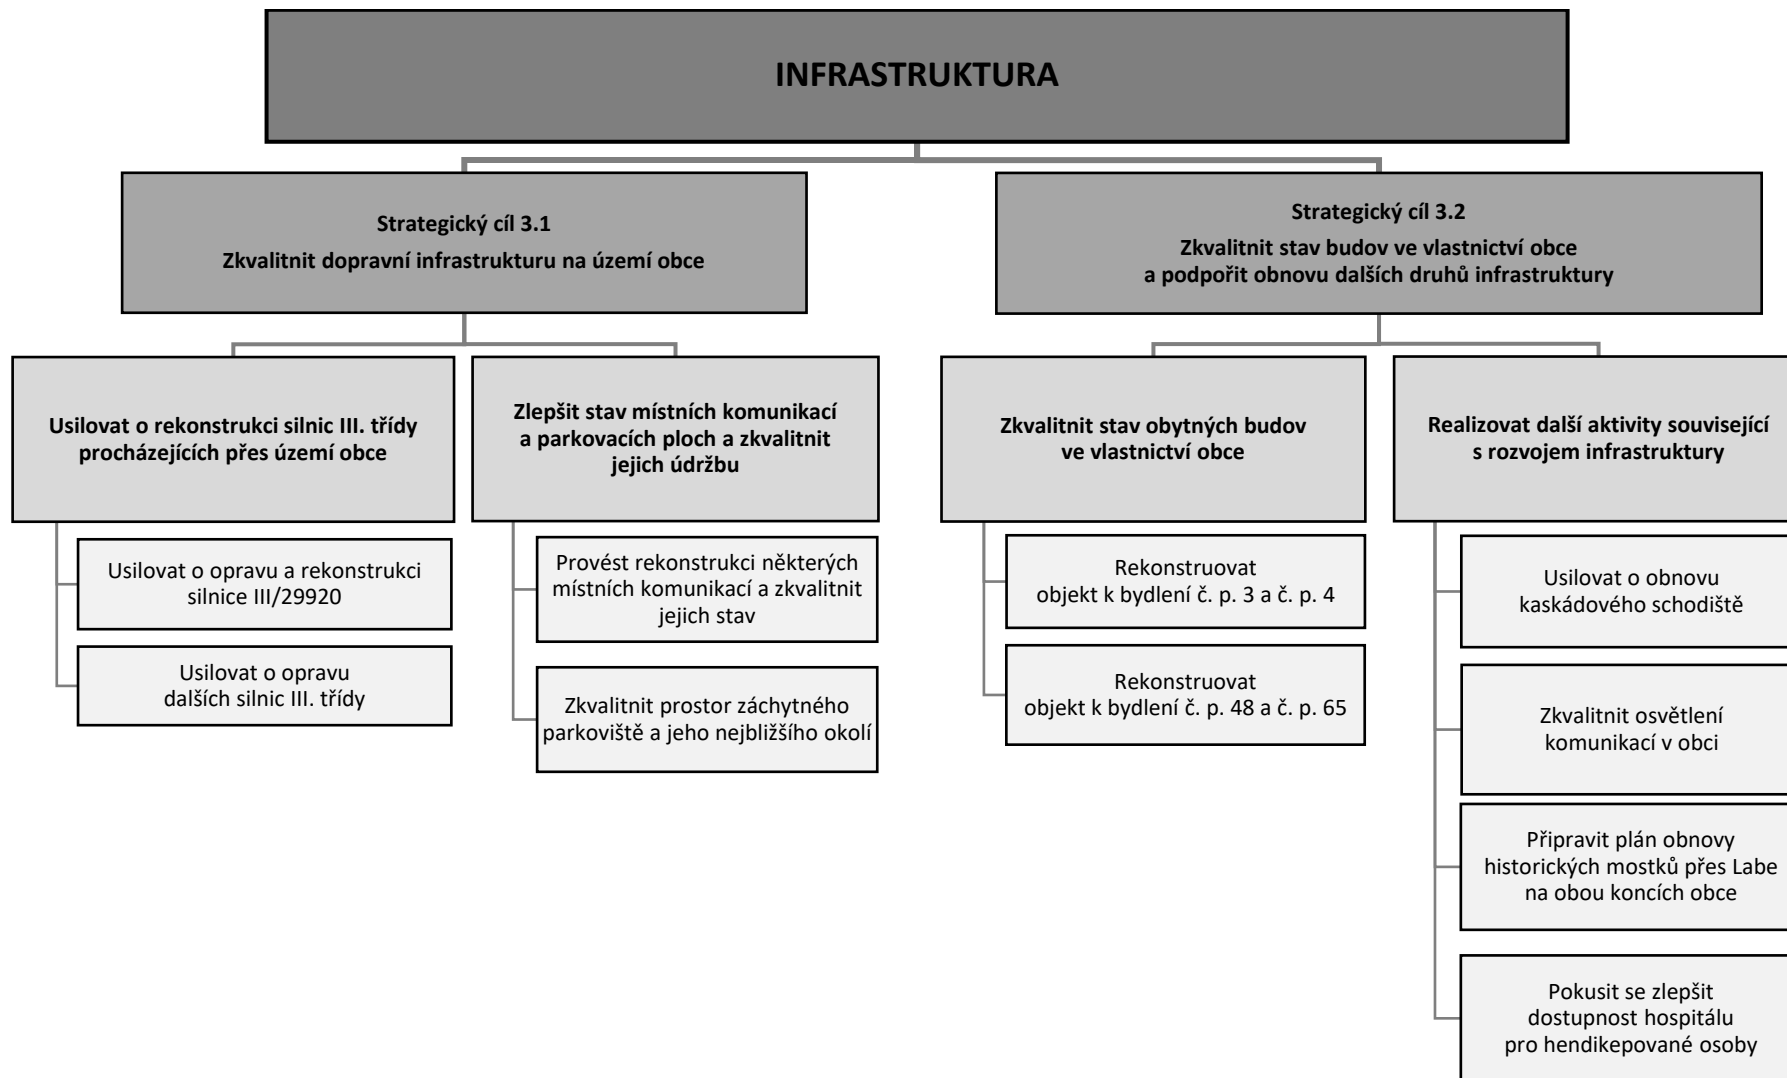 INFRASTRUKTURA
Strategický cíl 3.1
Zkvalitnit dopravní infrastrukturu na území obce
Usilovat o rekonstrukci silnic III. třídy
procházejících přes území obce
Usilovat o opravu a rekonstrukci
silnice III/29920
Usilovat o opravu
dalších silnic III. třídy
Zlepšit stav místních komunikací
a parkovacích ploch a zkvalitnit
jejich údržbu
Provést rekonstrukci některých
místních komunikací a zkvalitnit
jejich stav
Zkvalitnit prostor záchytného
parkoviště a jeho nejbližšího okolí
Strategický cíl 3.2
Zkvalitnit stav budov ve vlastnictví obce
a podpořit obnovu dalších druhů infrastruktury
Zkvalitnit stav obytných budov
ve vlastnictví obce
Rekonstruovat
objekt k bydlení č. p. 3 a č. p. 4
Rekonstruovat
objekt k bydlení č. p. 48 a č. p. 65
Realizovat další aktivity související
s rozvojem infrastruktury
Usilovat o obnovu
kaskádového schodiště
Zkvalitnit osvětlení
komunikací v obci
Připravit plán obnovy
historických mostků přes Labe
na obou koncích obce
Pokusit se zlepšit
dostupnost hospitálu
pro hendikepované osoby